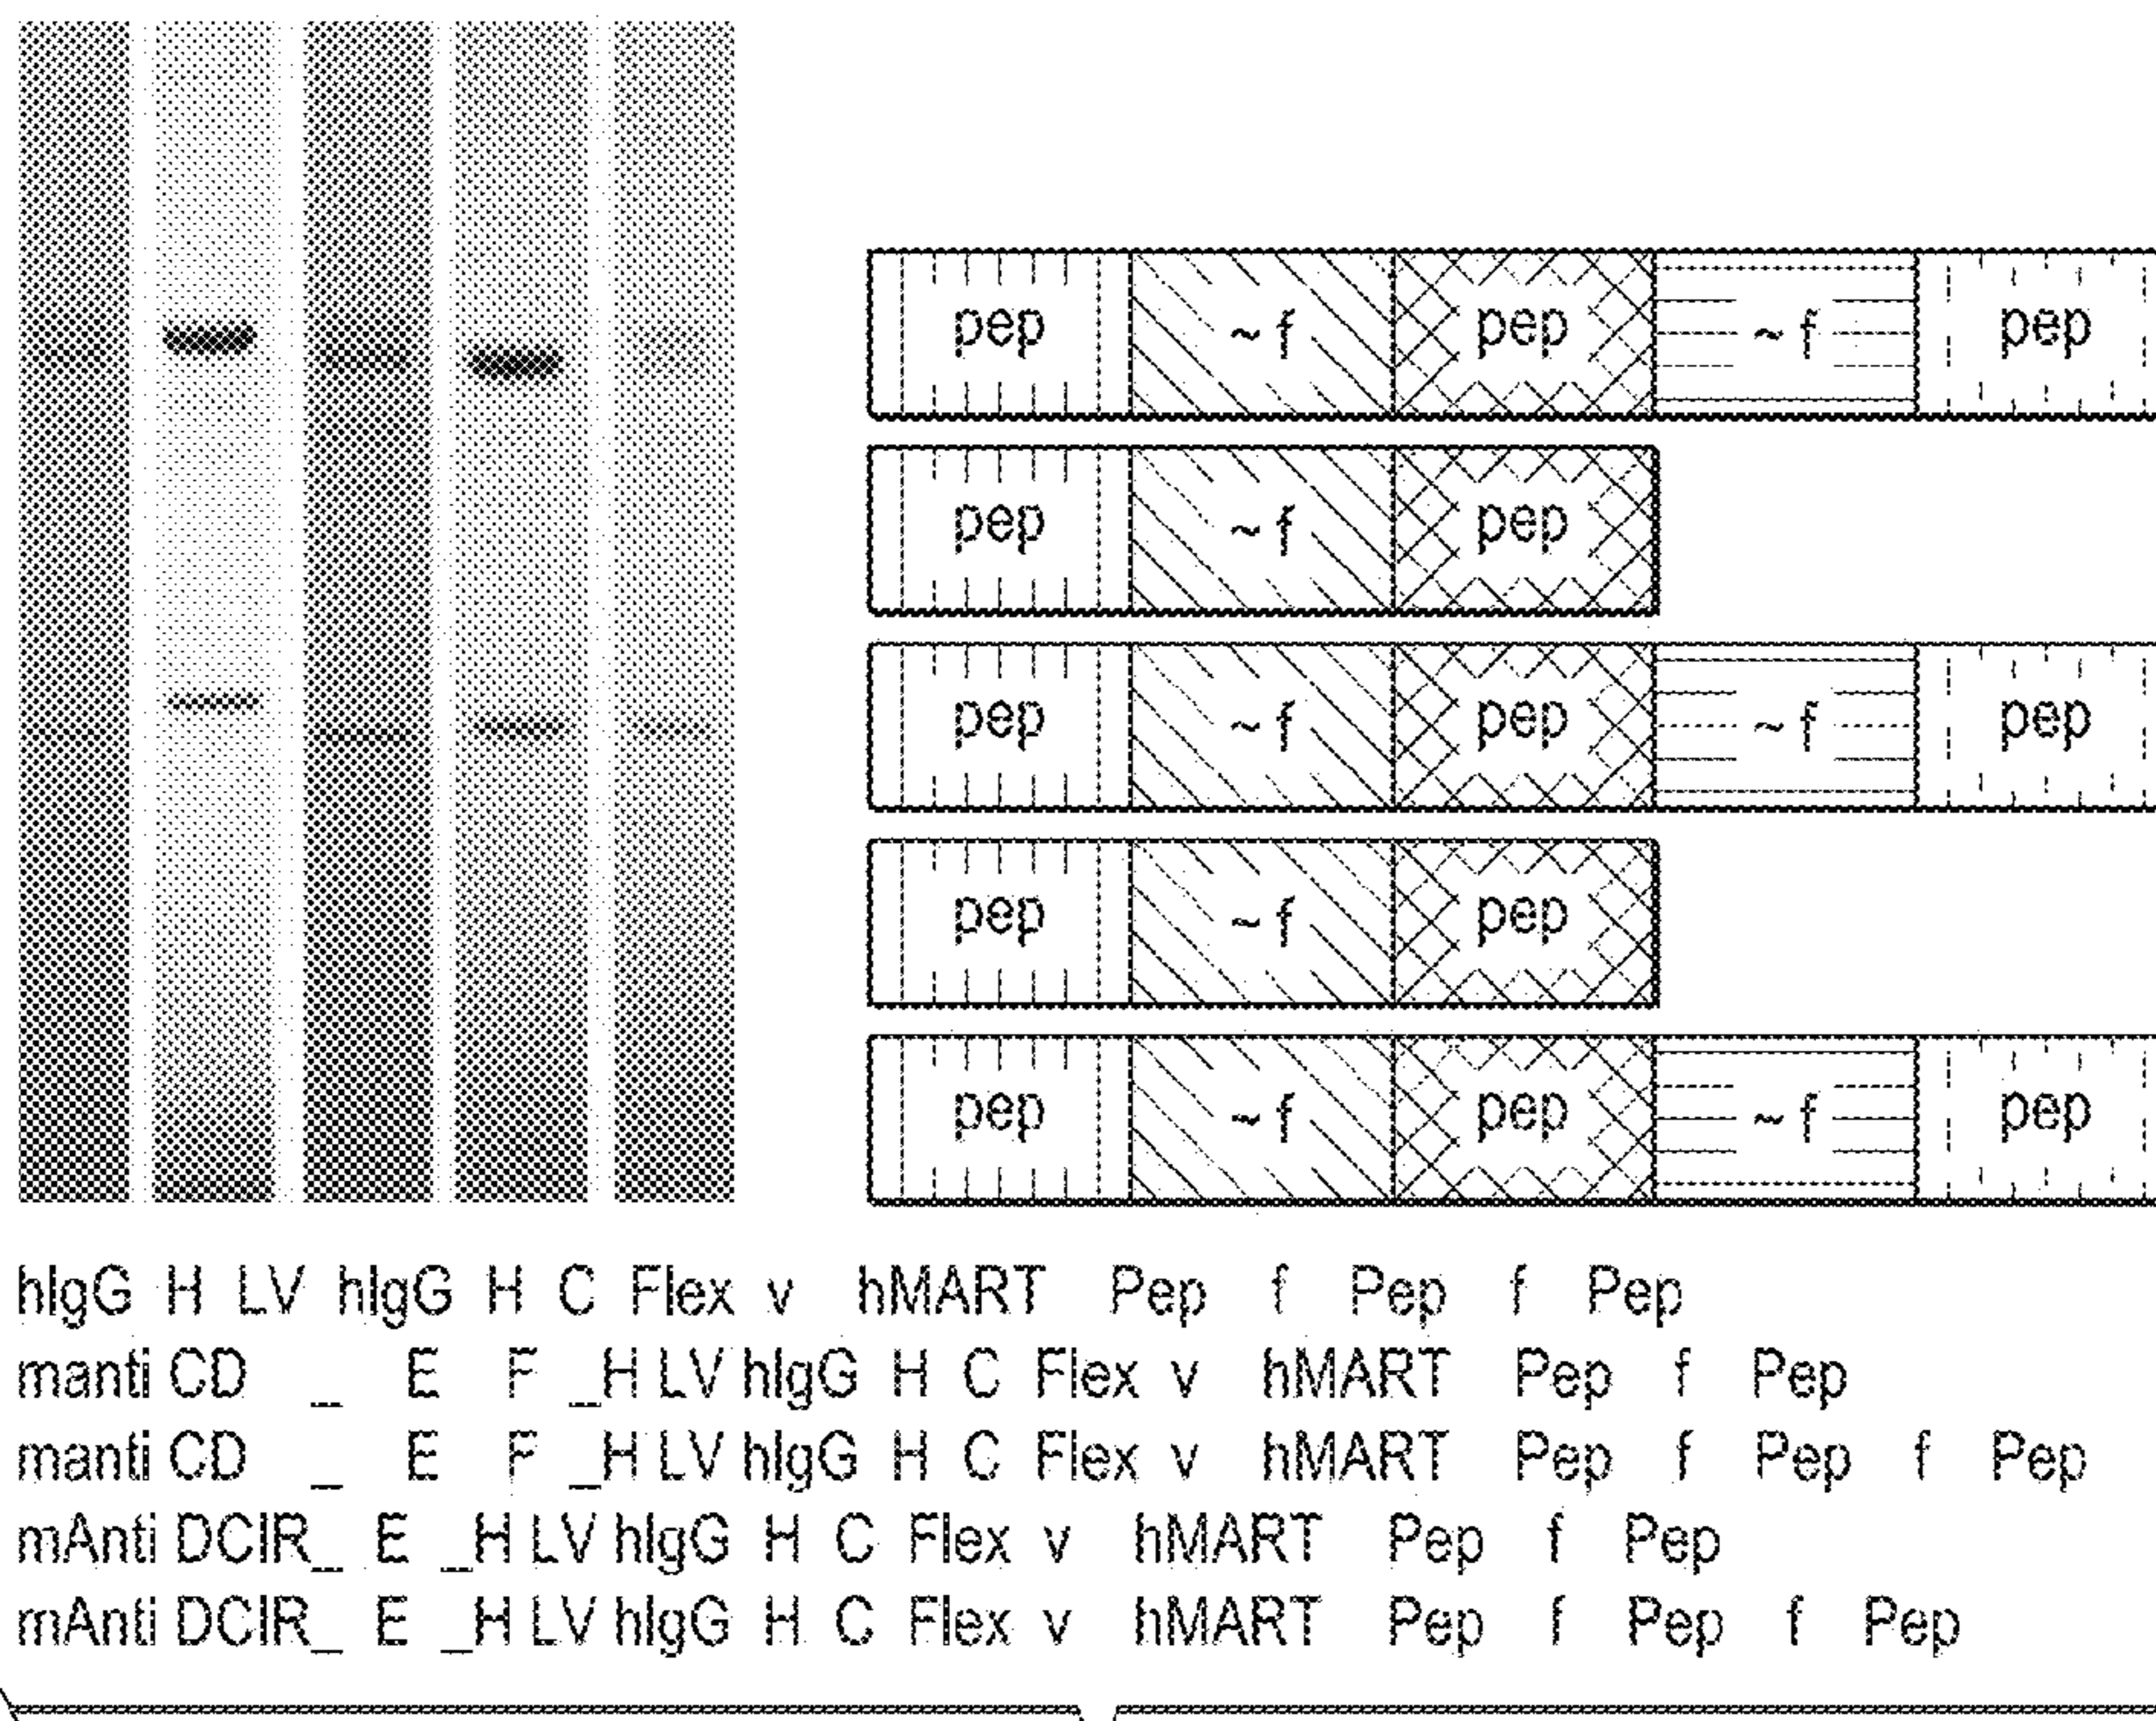 pep ~ f pep ~ f pep
pep ~ f pep
pep ~ f pep ~ f pep
pep ~ f pep
pep ~ f pep ~ f pep
hIgG H LV hIgG H C Flex v hMART Pep f Pep f Pep
manti CD _ E F _H LV hIgG H C Flex v hMART Pep f Pep
manti CD _ E F _H LV hIgG H C Flex v hMART Pep f Pep f Pep
mAnti DCIR_ E _H LV hIgG H C Flex v hMART Pep f Pep
mAnti DCIR_ E _H LV hIgG H C Flex v hMART Pep f Pep f Pep